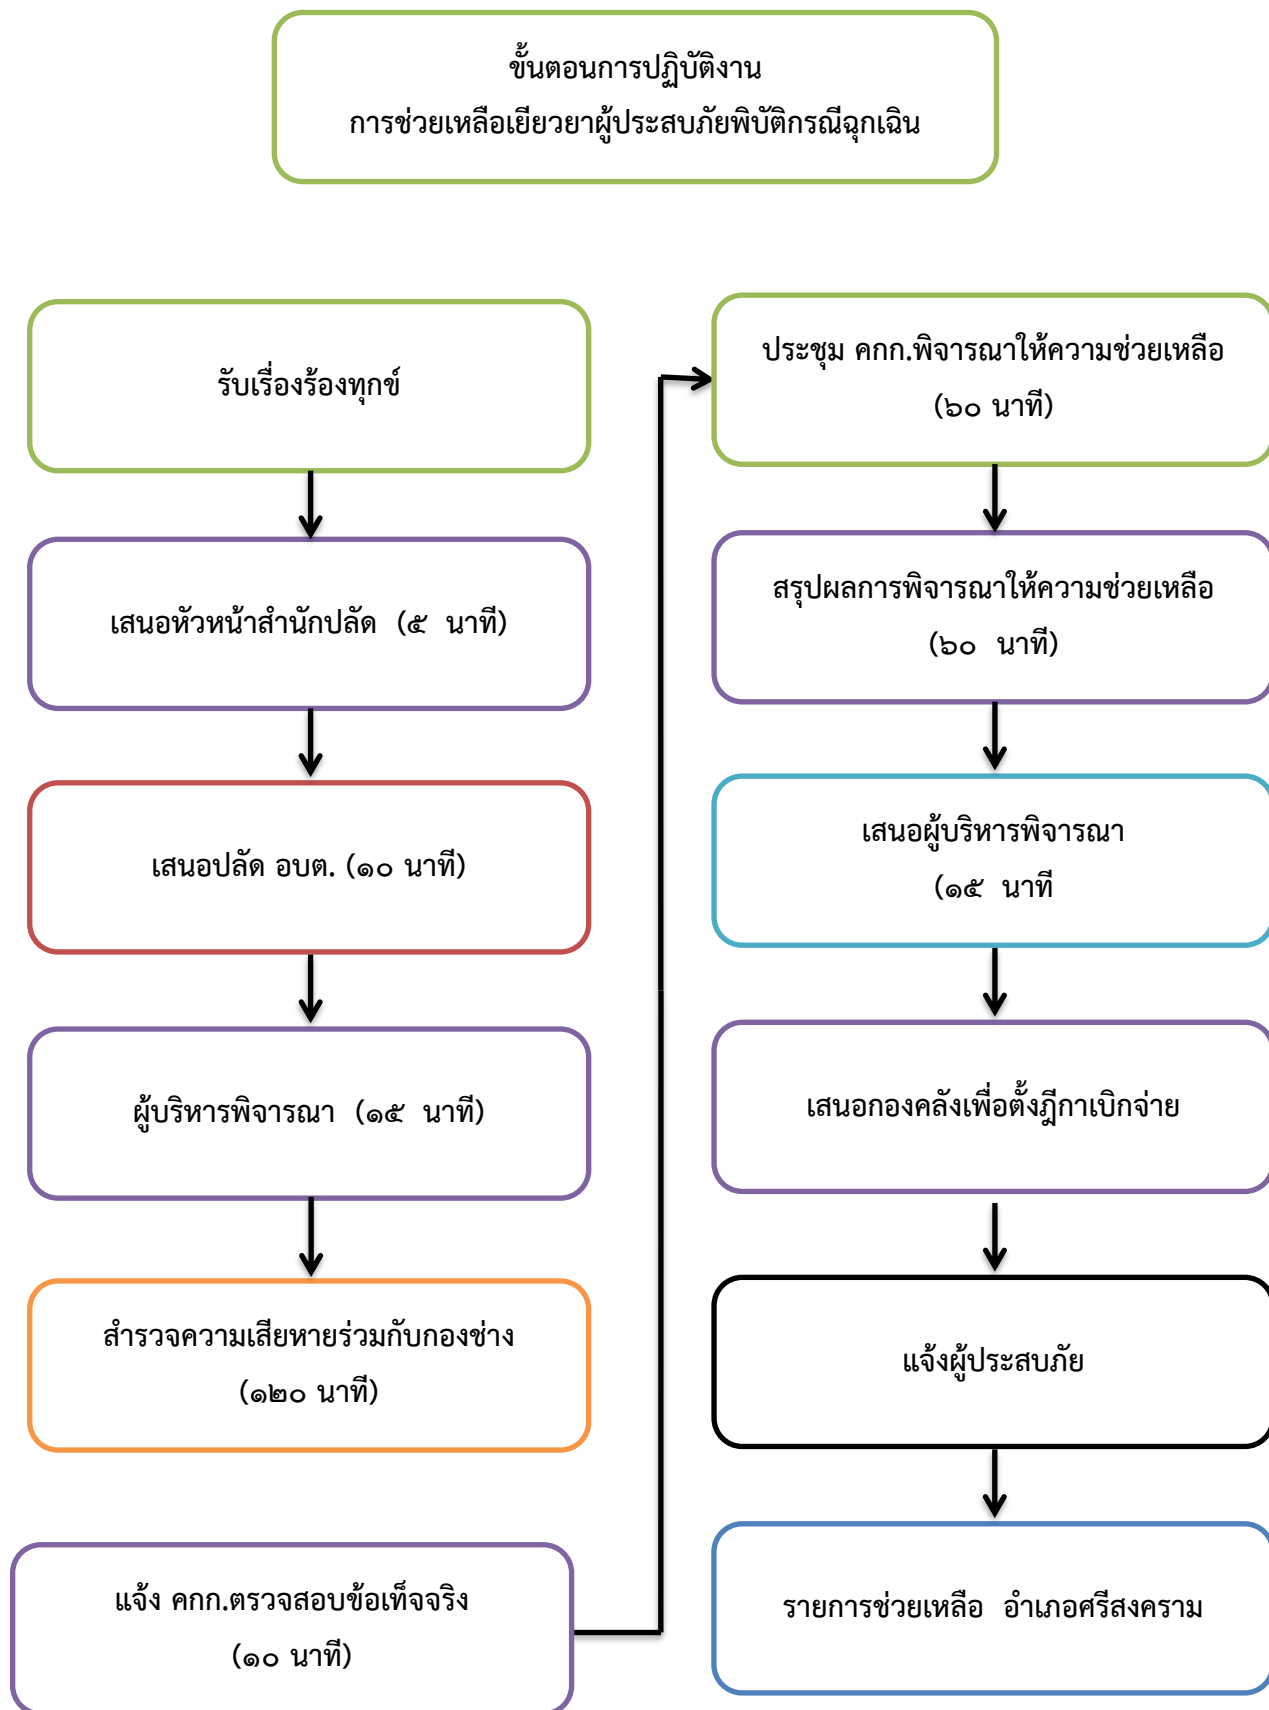 ขั้นตอนการปฏิบัติงาน
การช่วยเหลือเยียวยาผู้ประสบภัยพิบัติกรณีฉุกเฉิน
รับเรื่องร้องทุกข์
เสนอหัวหน้าสำนักปลัด (๕ นาที)
เสนอปลัด อบต. (๑๐ นาที)
ผู้บริหารพิจารณา (๑๕ นาที)
สำรวจความเสียหายร่วมกับกองช่าง
(๑๒๐ นาที)
แจ้ง คกก.ตรวจสอบข้อเท็จจริง
(๑๐ นาที)
ประชุม คกก.พิจารณาให้ความช่วยเหลือ
(๖๐ นาที)
สรุปผลการพิจารณาให้ความช่วยเหลือ
(๖๐ นาที)
เสนอผู้บริหารพิจารณา
(๑๕ นาที
เสนอกองคลังเพื่อตั้งฎีกาเบิกจ่าย
แจ้งผู้ประสบภัย
รายการช่วยเหลือ อำเภอศรีสงคราม